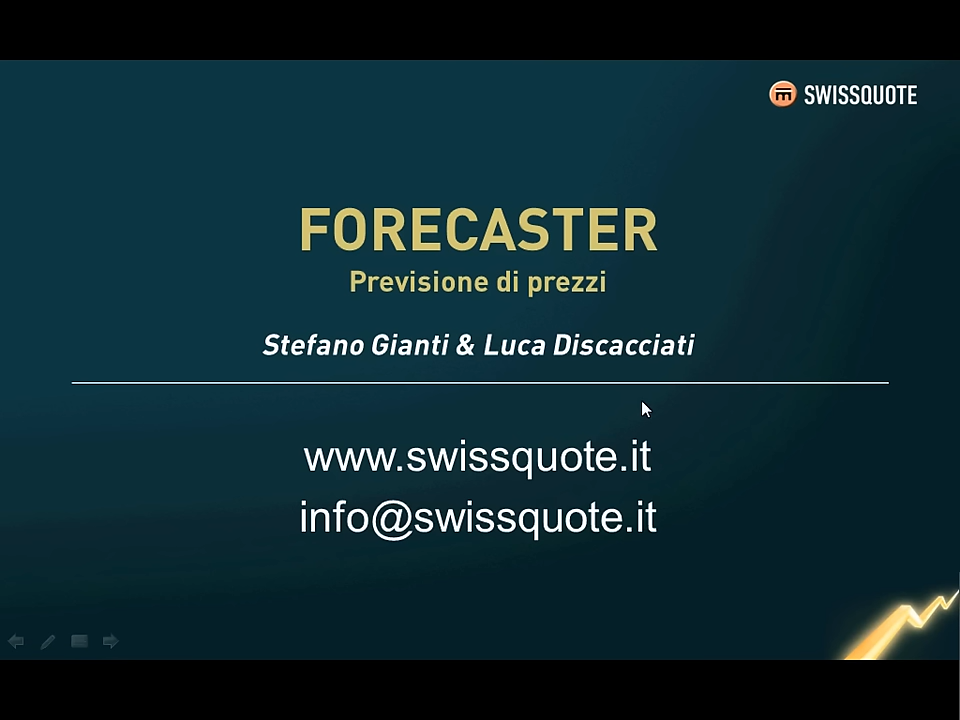 SWISSQUOTE
FORECASTER
Previsione di prezzi
Stefano Gianti & Luca Discacciati
www.swissquote.it
info@swissquote.it